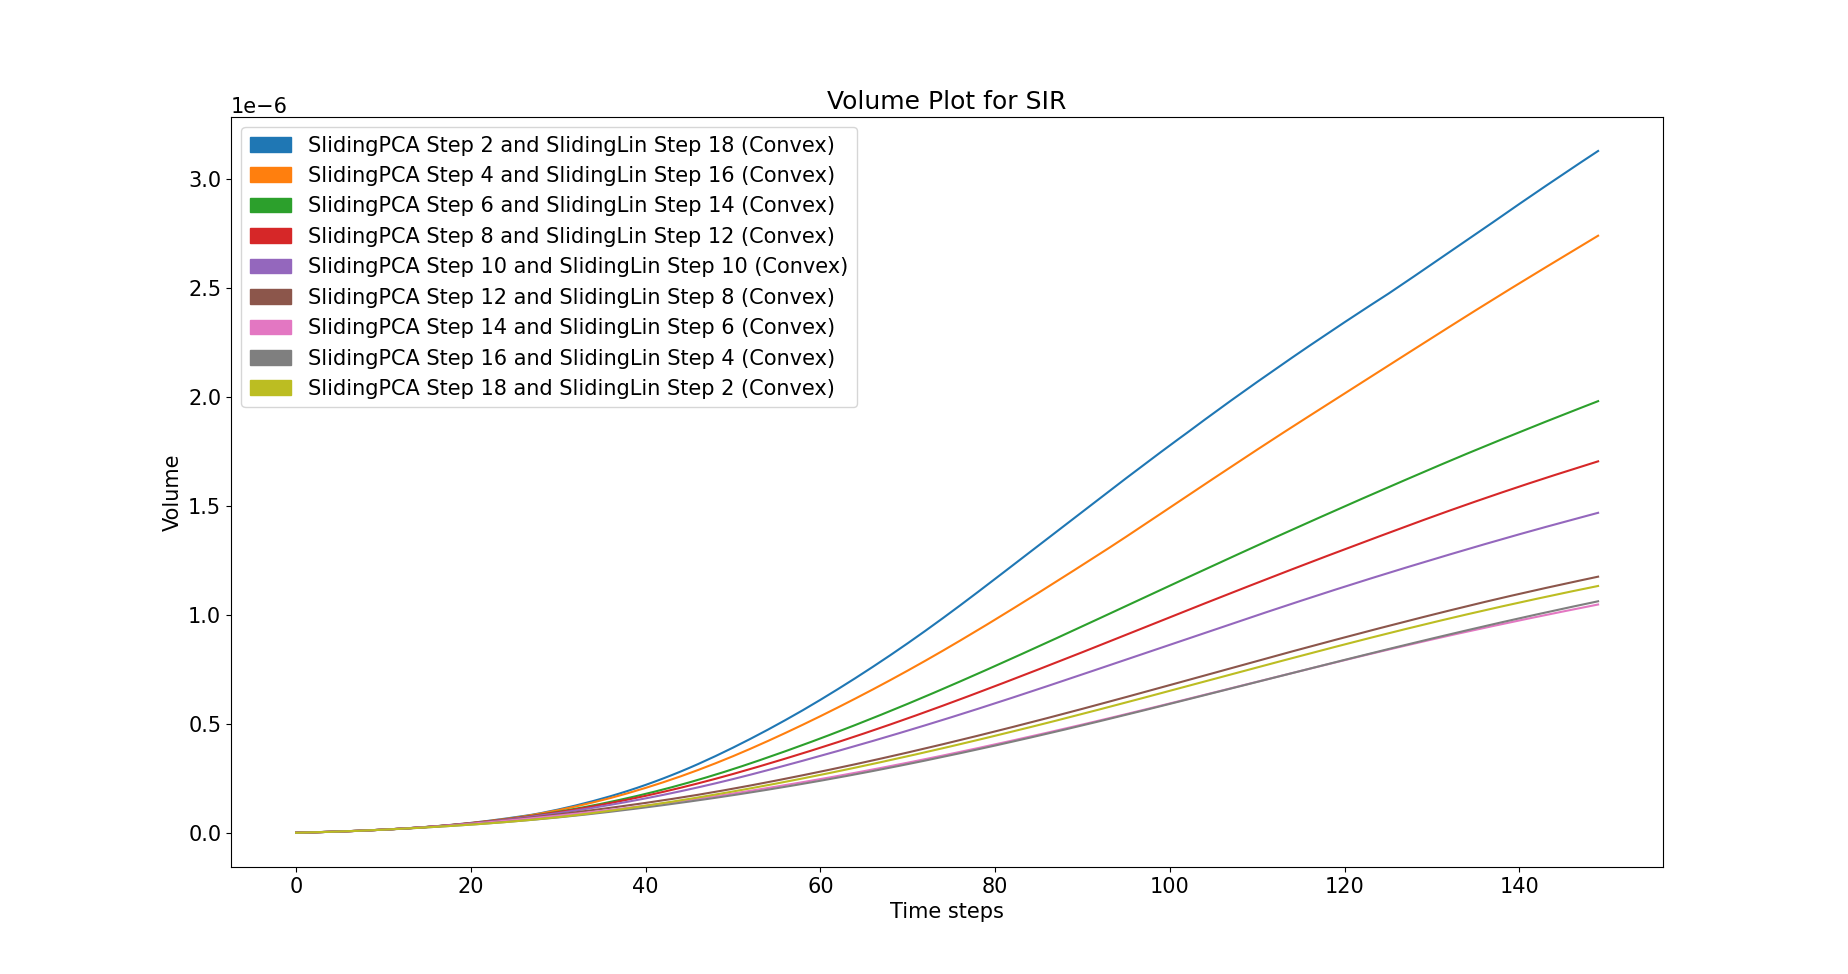 Volume Plot for SIR
1e−6
SlidingPCA Step 2 and SlidingLin Step 18 (Convex)
SlidingPCA Step 4 and SlidingLin Step 16 (Convex)
SlidingPCA Step 6 and SlidingLin Step 14 (Convex)
SlidingPCA Step 8 and SlidingLin Step 12 (Convex)
SlidingPCA Step 10 and SlidingLin Step 10 (Convex)
SlidingPCA Step 12 and SlidingLin Step 8 (Convex)
SlidingPCA Step 14 and SlidingLin Step 6 (Convex)
SlidingPCA Step 16 and SlidingLin Step 4 (Convex)
SlidingPCA Step 18 and SlidingLin Step 2 (Convex)
3.0
2.5
2.0
1.5
1.0
0.5
0.0
Volume
0 20 40 60 80 100 120 140
Time steps